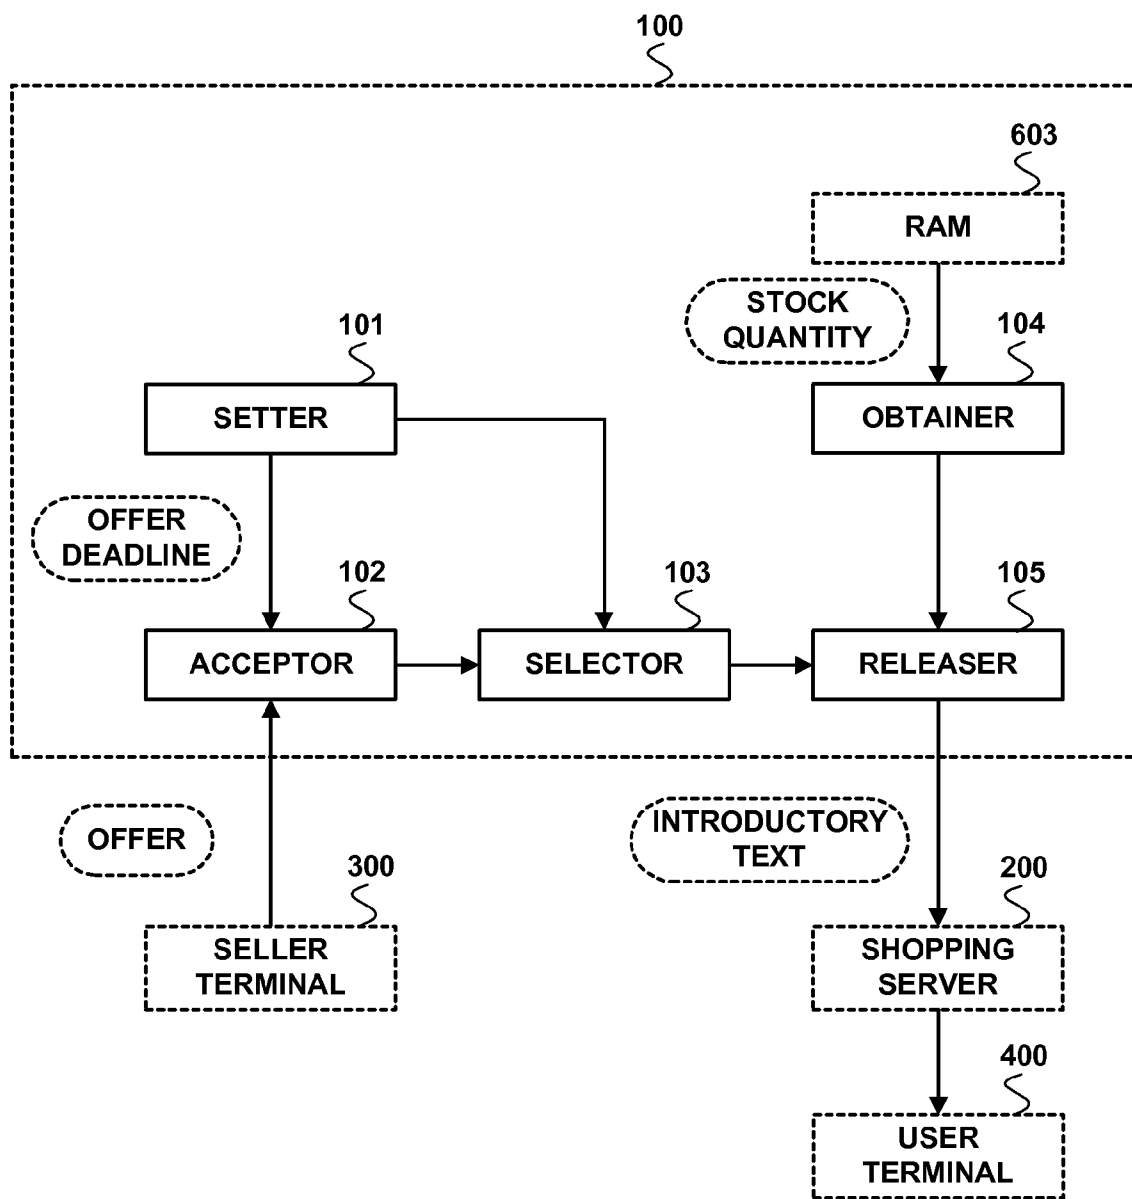 100
603
RAM
STOCK
QUANTITY
101
104
SETTER
OBTAINER
OFFER
DEADLINE
102
103
105
ACCEPTOR
SELECTOR
RELEASER
OFFER
INTRODUCTORY
TEXT
300
200
SELLER
TERMINAL
SHOPPING
SERVER
400
USER
TERMINAL